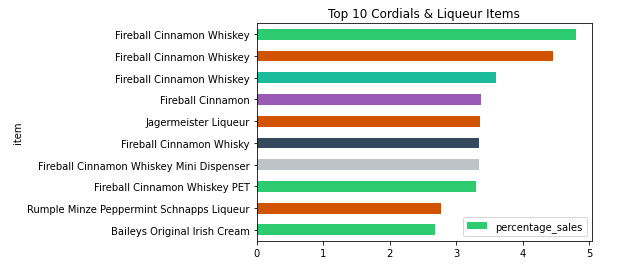 Top 10 Cordials & Liqueur Items
Fireball Cinnamon Whiskey
Fireball Cinnamon Whiskey
Fireball Cinnamon Whiskey
Fireball Cinnamon
Jagermeister Liqueur
Fireball Cinnamon Whisky
Fireball Cinnamon Whiskey Mini Dispenser
Fireball Cinnamon Whiskey PET
Rumple Minze Peppermint Schnapps Liqueur
Baileys Original Irish Cream
item
percentage_sales
0 1 2 3 4 5